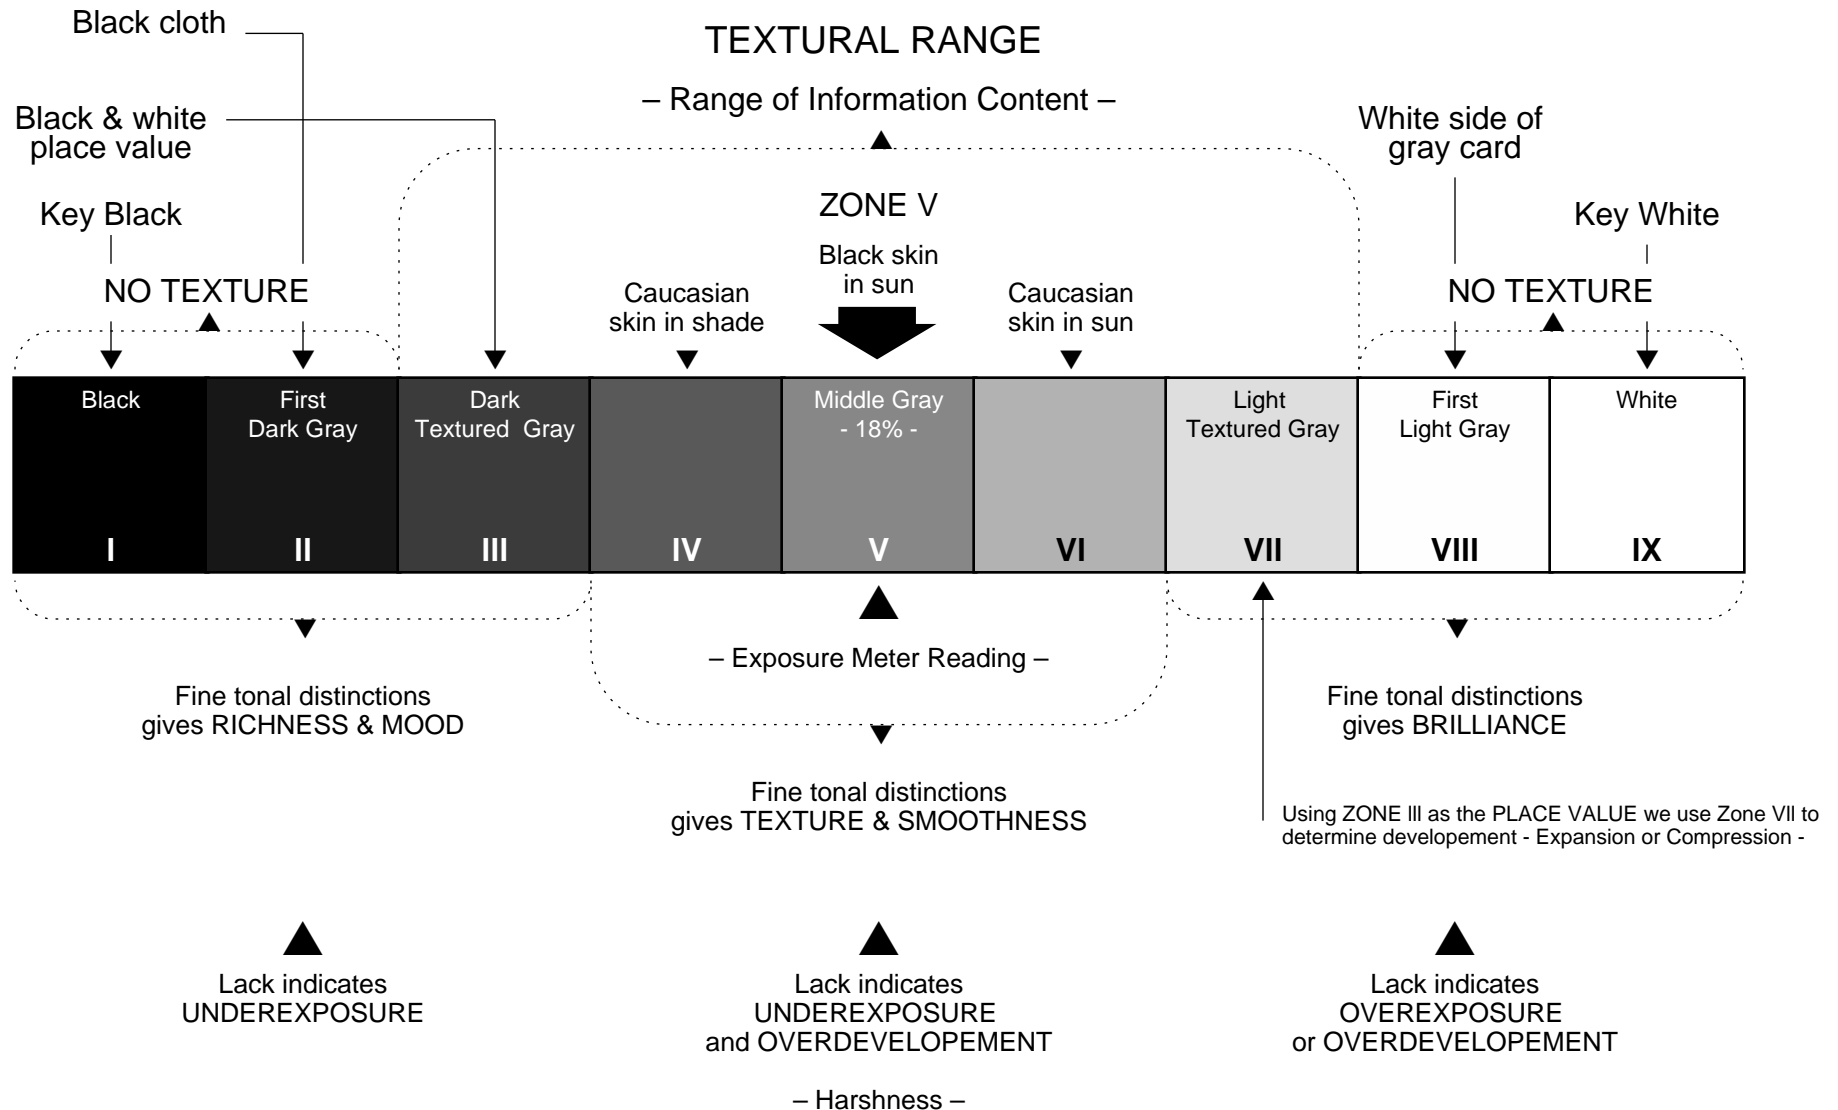 Black cloth
TEXTURAL RANGE
– Range of Information Content –
Black & white
place value
White side of
gray card
Key Black
ZONE V
Key White
Black skin
in sun
NO TEXTURE
Caucasian
skin in shade
Caucasian
skin in sun
NO TEXTURE
Black
First
Dark Gray
Dark
Textured Gray
Middle Gray
- 18% -
Light
Textured Gray
First
Light Gray
White
I
II
III
IV
V
VI
VII
VIII
IX
– Exposure Meter Reading –
Fine tonal distinctions
gives RICHNESS & MOOD
Fine tonal distinctions
gives BRILLIANCE
Fine tonal distinctions
gives TEXTURE & SMOOTHNESS
Using ZONE III as the PLACE VALUE we use Zone VII to
determine developement - Expansion or Compression -
Lack indicates
UNDEREXPOSURE
Lack indicates
UNDEREXPOSURE
and OVERDEVELOPEMENT
Lack indicates
OVEREXPOSURE
or OVERDEVELOPEMENT
– Harshness –